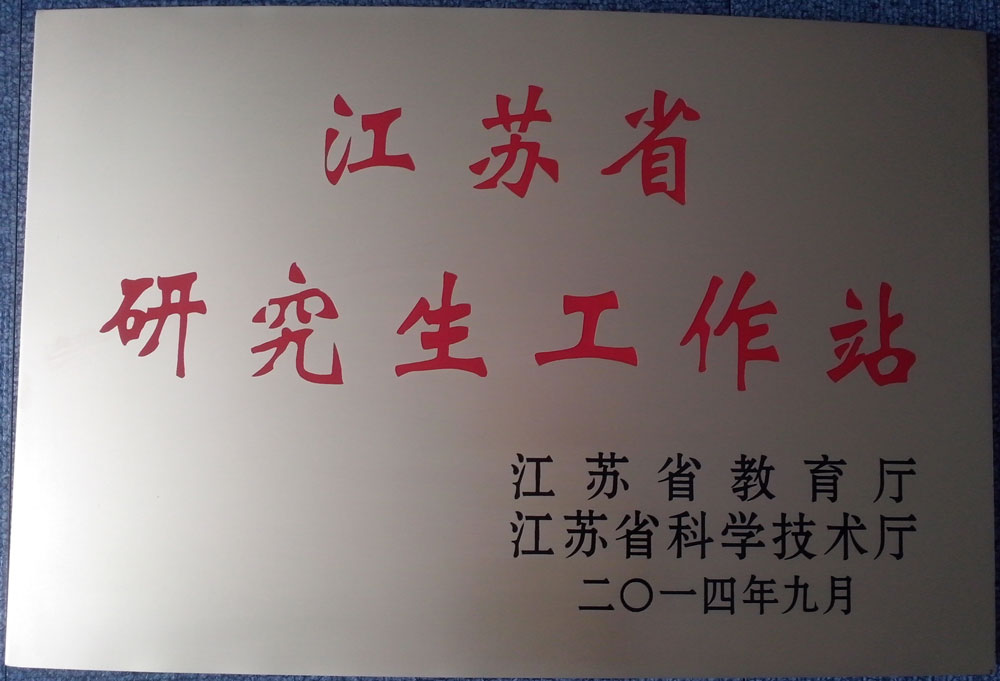 江苏省
研究生工作站
江苏省教育厅
江苏省科学技术厅
二〇一四年九月